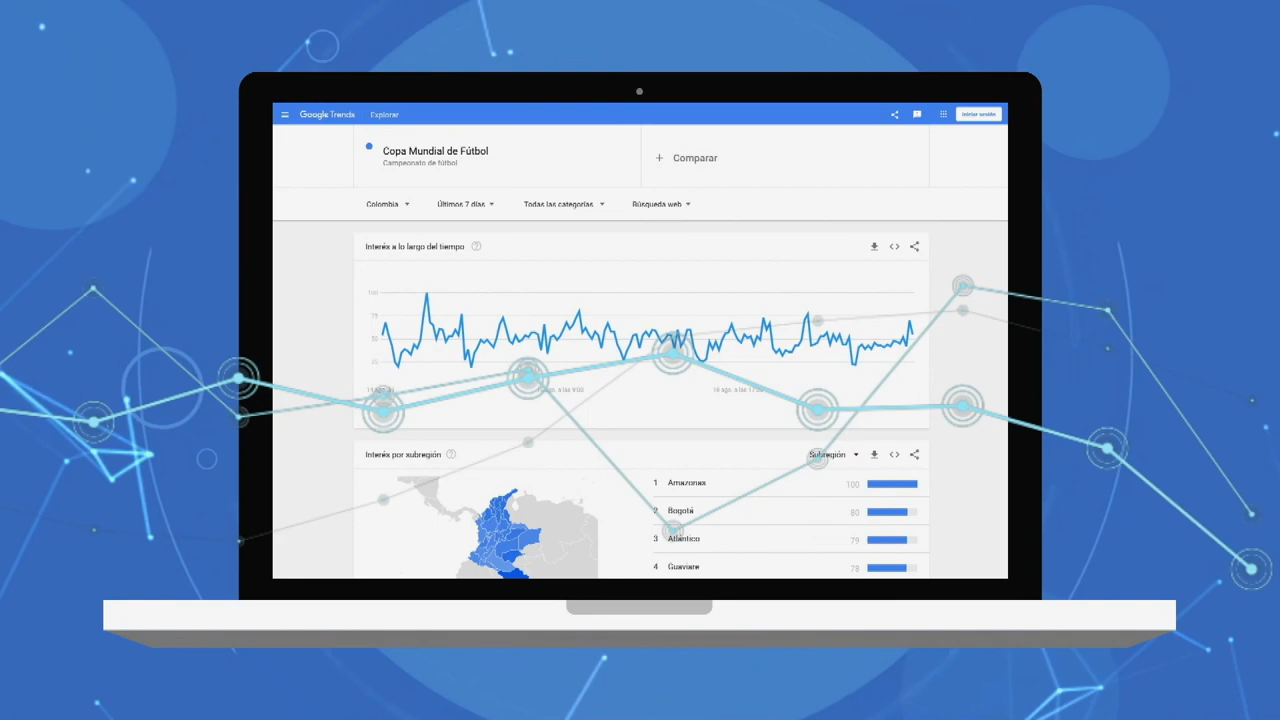 Google Trends Explorar
Iniciar sesión
Copa Mundial de Fútbol
Campeonato de fútbol
+ Comparar
Colombia Últimos 7 días Todas las categorías Búsqueda web
Interés a lo largo del tiempo
100
75
50
25
Interés por subregión
Subregión
1 Amazonas 100
2 Bogotá 80
3 Atlántico 79
4 Guaviare 78